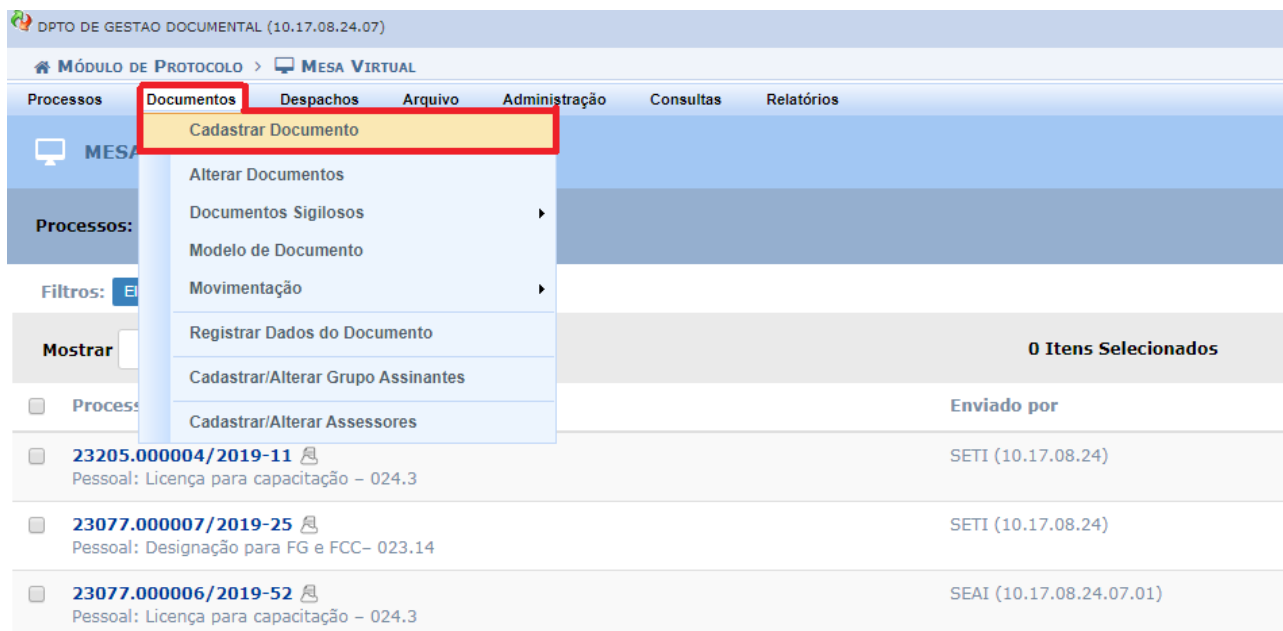 DPTO DE GESTAO DOCUMENTAL (10.17.08.24.07)
MÓDULO DE PROTOCOLO > MESA VIRTUAL
Processos Documentos Despachos Arquivo Administração Consultas Relatórios
Cadastrar Documento
MESA
Alterar Documentos
Documentos Sigilosos
Processos:
Modelo de Documento
Filtros:
Movimentação
Registrar Dados do Documento
Mostrar 0 Itens Selecionados
Cadastrar/Alterar Grupo Assinantes
Process Enviado por
Cadastrar/Alterar Assessores
23205.000004/2019-11 SETI (10.17.08.24)
Pessoal: Licença para capacitação – 024.3
23077.000007/2019-25 SETI (10.17.08.24)
Pessoal: Designação para FG e FCC– 023.14
23077.000006/2019-52 SEAI (10.17.08.24.07.01)
Pessoal: Licença para capacitação – 024.3